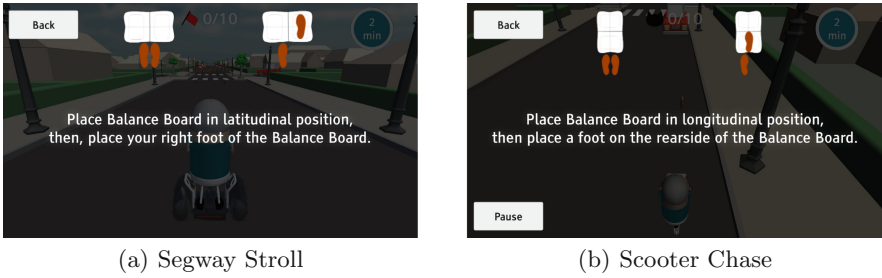 Back
0/10
2
min
Place Balance Board in latitudinal position,
then, place your right foot of the Balance Board.
(a) Segway Stroll
Back
0/10
2
min
Place Balance Board in longitudinal position,
then place a foot on the rearside of the Balance Board.
Pause
(b) Scooter Chase